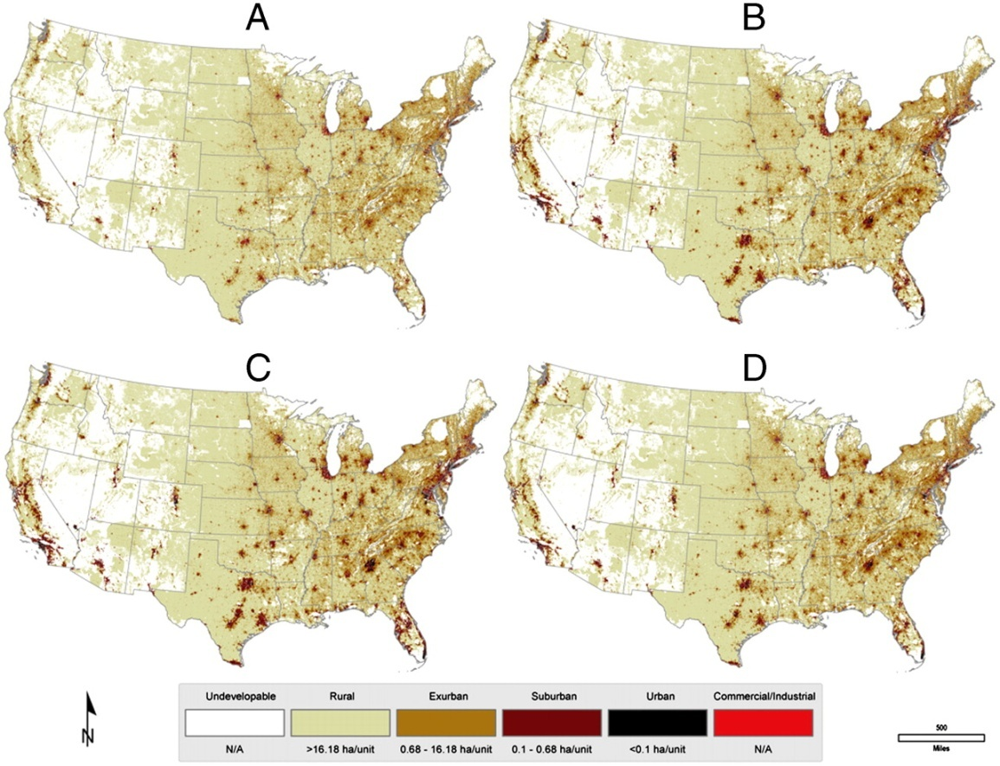 A
B
C
D
Undevelopable Rural Exurban Suburban Urban Commercial/Industrial
N/A >16.18 ha/unit 0.68 - 16.18 ha/unit 0.1 - 0.68 ha/unit <0.1 ha/unit N/A
N
500
Miles